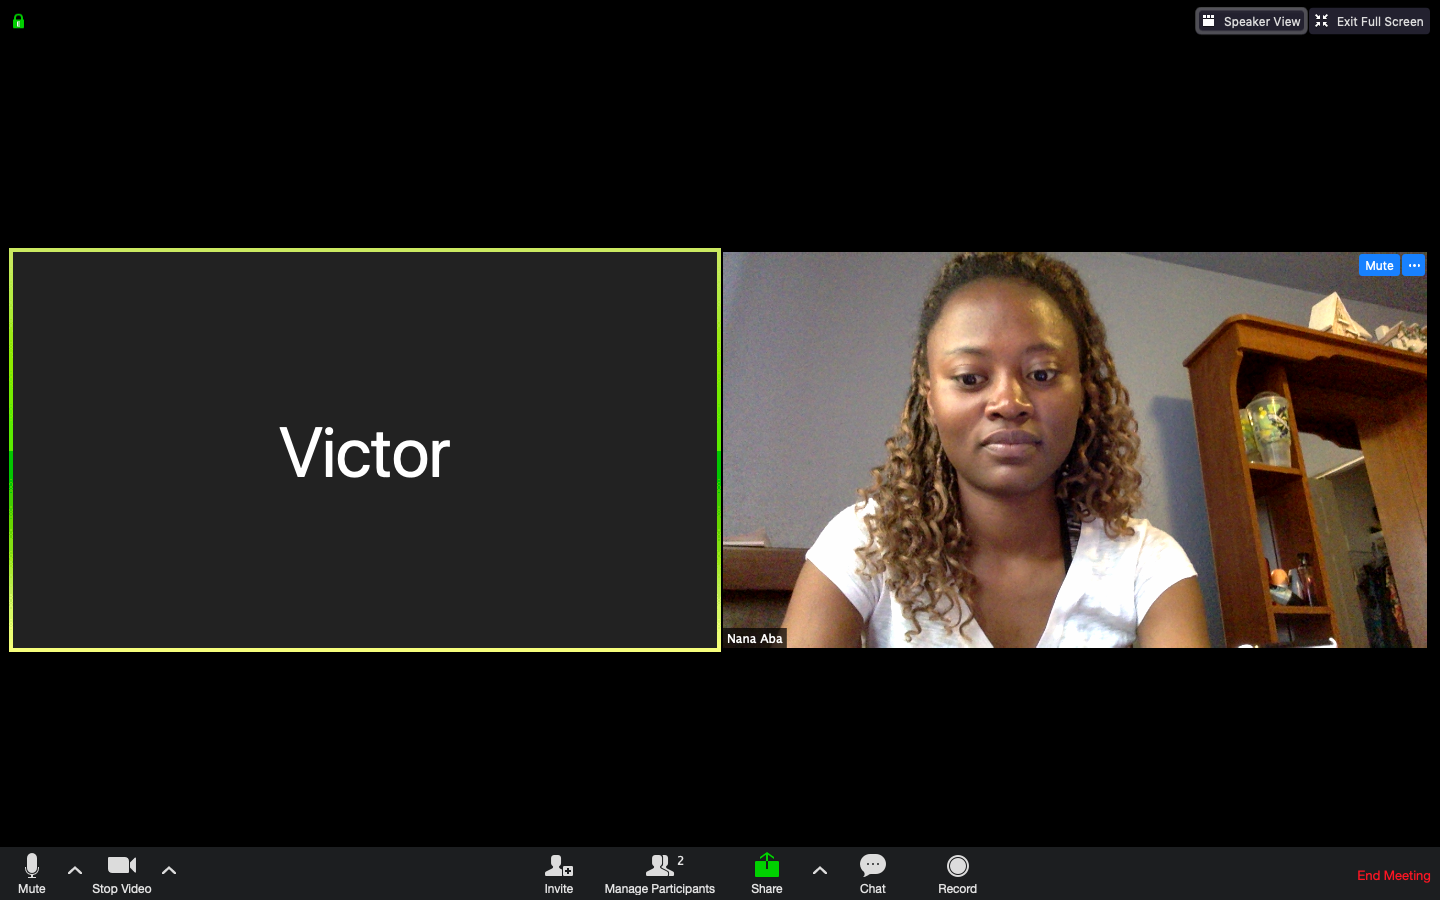 Speaker View
Exit Full Screen
Victor
Mute
Nana Aba
2
Mute
Stop Video
Invite
Manage Participants
Share
Chat
Record
End Meeting